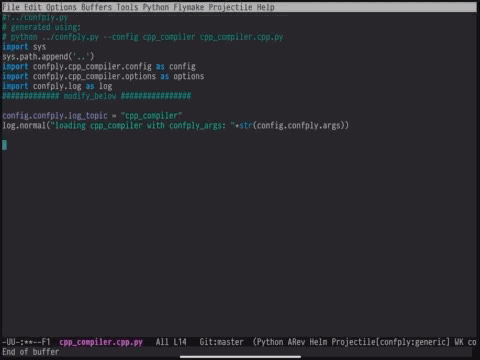 File Edit Options Buffers Tools Python Flymake Projectile Help
#!../confply.py
# generated using:
# python ../confply.py --config cpp_compiler cpp_compiler.cpp.py
import sys
sys.path.append('..')
import confply.cpp_compiler.config as config
import confply.cpp_compiler.options as options
import confply.log as log
############# modify_below ################
config.confply.log_topic = "cpp_compiler"
log.normal("loading cpp_compiler with confply_args: "+str(config.confply.args))
-UU-:**--F1 cpp_compiler.cpp.py All L14 Git:master (Python ARev Helm Projectile[confply:generic] WK co
End of buffer